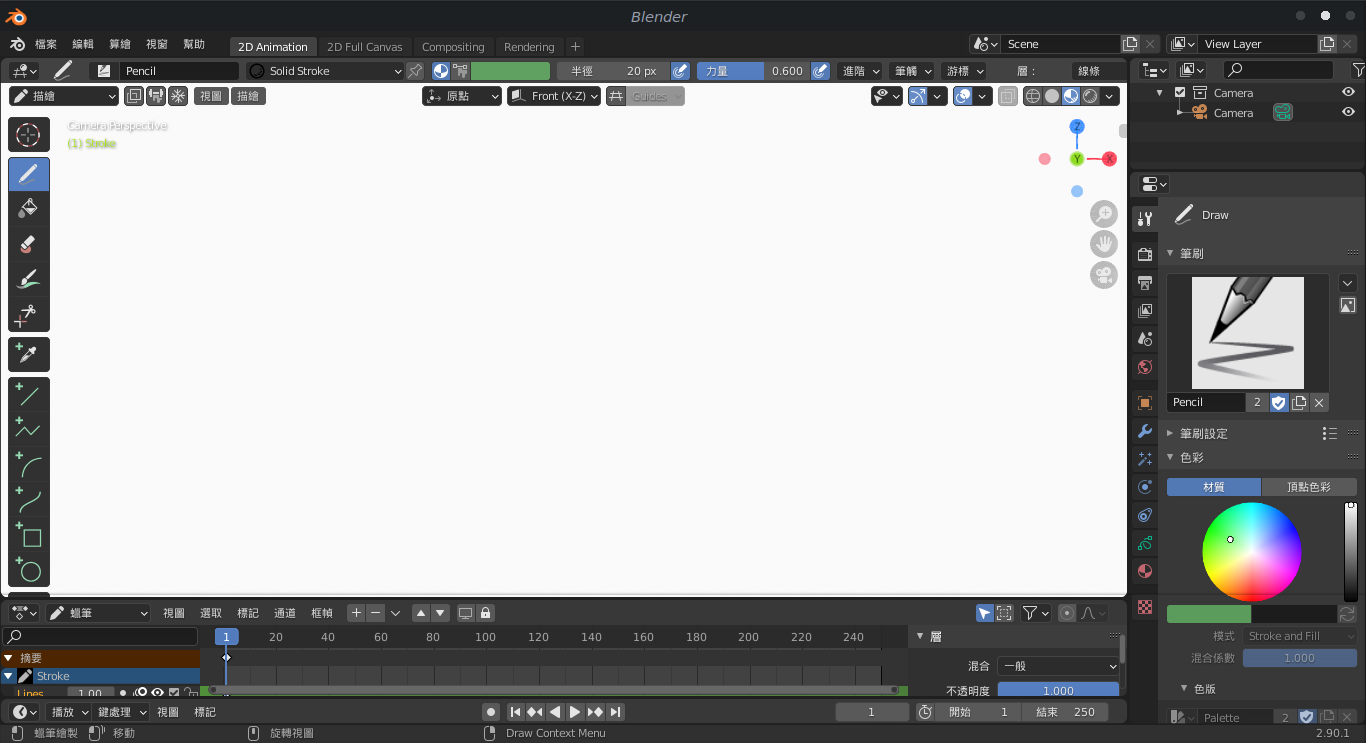 Blender
檔案 編輯 算繪 視窗 幫助 2D Animation 2D Full Canvas Compositing Rendering + Scene View Layer
Pencil Solid Stroke 半徑 20 px 力量 0.600 進階 筆觸 游標 層： 線條
描繪 視圖 描繪 原點 Front (X-Z) Guides
Camera
Camera
Camera Perspective
(1) Stroke
Z
Y X
Draw
筆刷
Pencil 2
筆刷設定
色彩
材質 頂點色彩
模式 Stroke and Fill
混合係數 1.000
色版
Palette 2
蠟筆 視圖 選取 標記 通道 框幀
1 20 40 60 80 100 120 140 160 180 200 220 240
層
摘要
Stroke
Lines 1.00
混合 一般
不透明度 1.000
播放 鍵處理 視圖 標記 1 開始 1 結束 250
蠟筆繪製 移動 旋轉視圖 Draw Context Menu 2.90.1